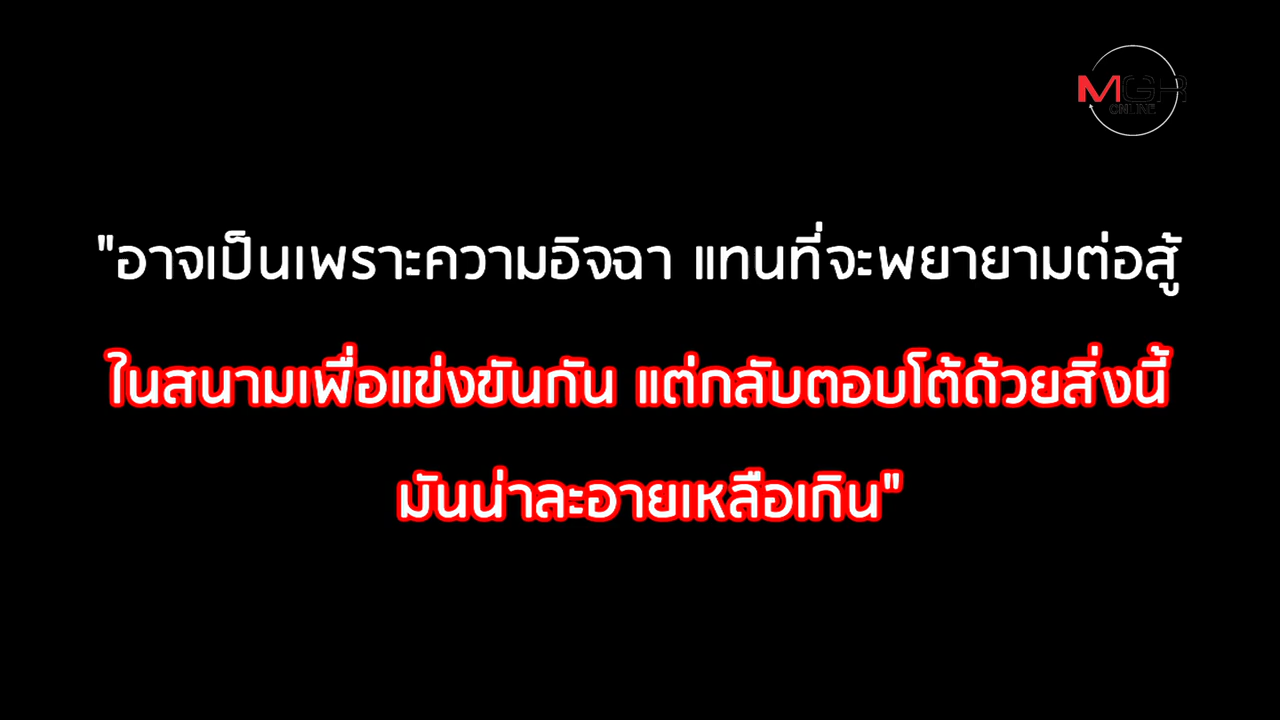 MGR
ONLINE
"อาจเป็นเพราะความอิจฉา แทนที่จะพยายามต่อสู้
ในสนามเพื่อแข่งขันกัน แต่กลับตอบโต้ด้วยสิ่งนี้
มันน่าละอายเหลือเกิน"